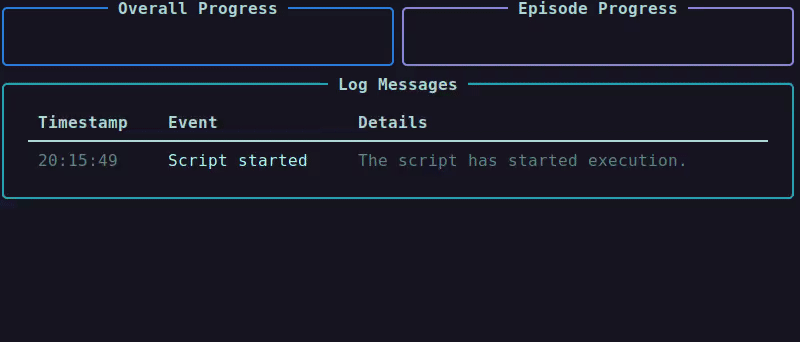 Overall Progress
Episode Progress
Log Messages
Timestamp Event Details
20:15:49 Script started The script has started execution.